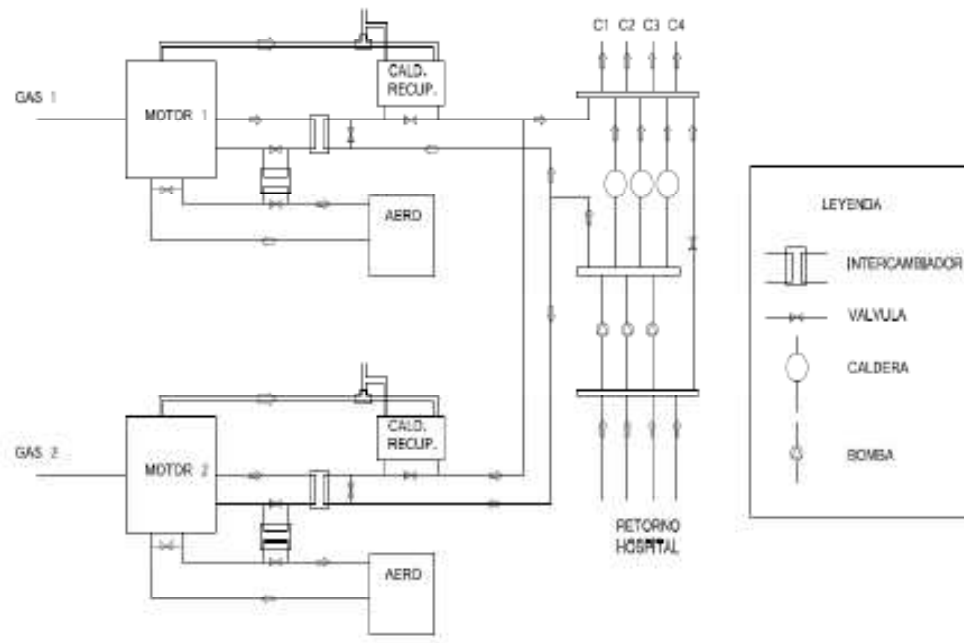 C1 C2 C3 C4
GAS 1
MOTOR 1
CALD.
RECUP.
AERO
LEYENDA
INTERCAMBIADOR
VALVULA
CALDERA
BOMBA
GAS 2
MOTOR 2
CALD.
RECUP.
AERO
RETORNO
HOSPITAL